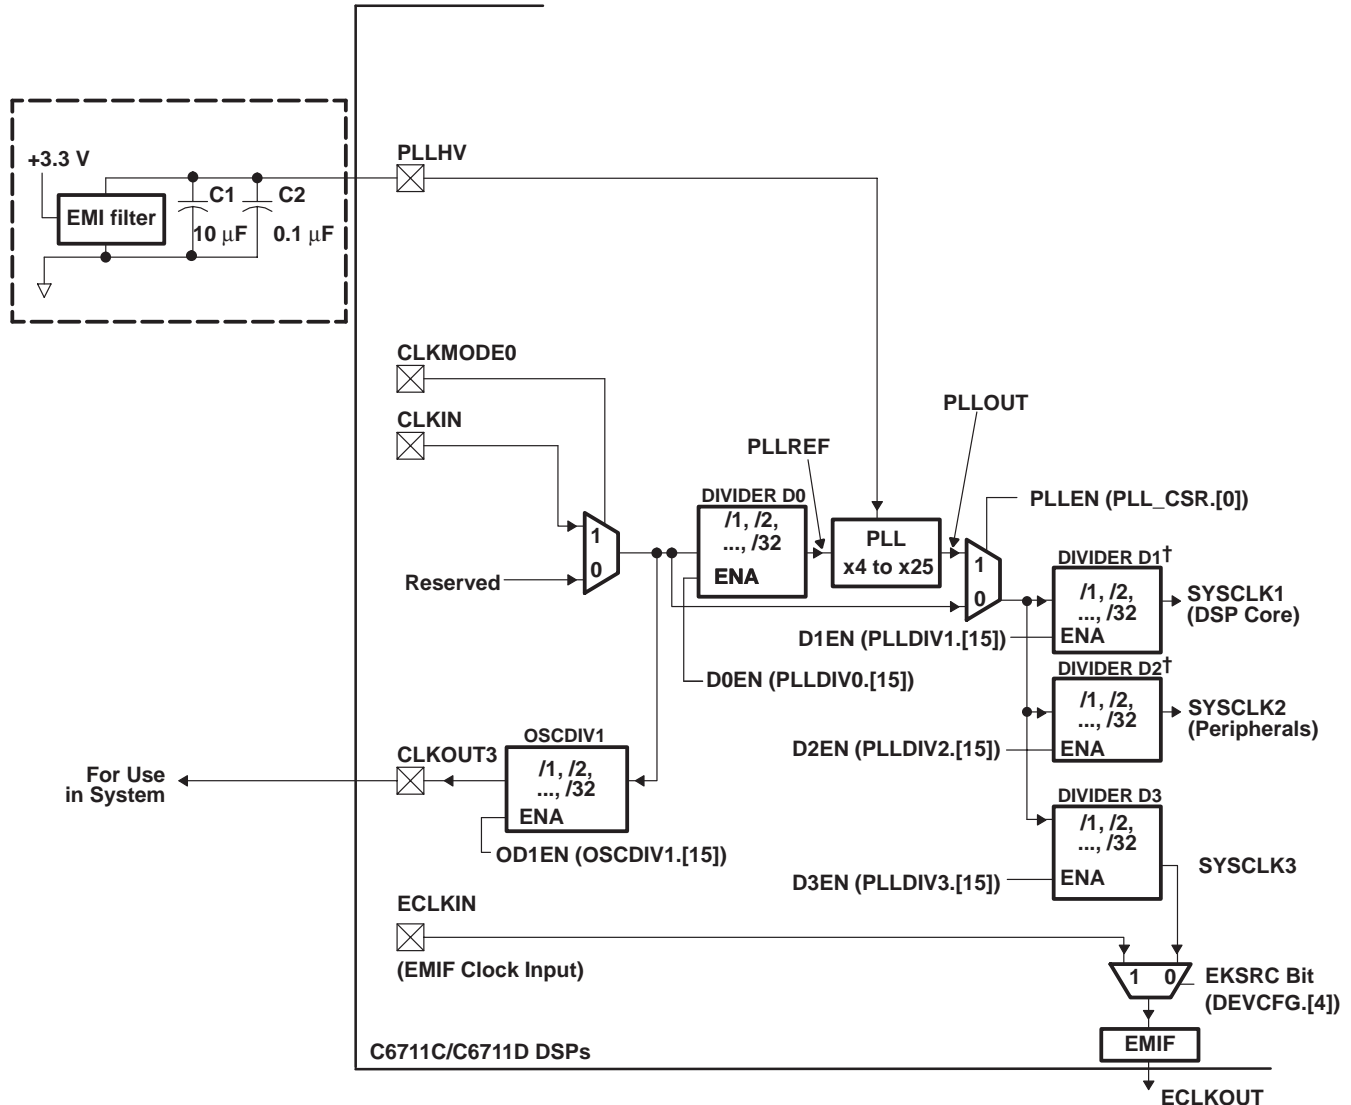 PLLHV
+3.3 V
EMI filter
C1
C2
10 µF
0.1 µF
CLKMODE0
CLKIN
Reserved
1
0
PLLREF
PLLOUT
DIVIDER D0
/1, /2,
..., /32
ENA
PLL
x4 to x25
PLLEN (PLL_CSR.[0])
1
0
DIVIDER D1†
/1, /2,
..., /32
ENA
SYSCLK1
(DSP Core)
D1EN (PLLDIV1.[15])
D0EN (PLLDIV0.[15])
DIVIDER D2†
/1, /2,
..., /32
ENA
SYSCLK2
(Peripherals)
D2EN (PLLDIV2.[15])
For Use
in System
CLKOUT3
OSCDIV1
/1, /2,
..., /32
ENA
OD1EN (OSCDIV1.[15])
DIVIDER D3
/1, /2,
..., /32
ENA
SYSCLK3
D3EN (PLLDIV3.[15])
ECLKIN
(EMIF Clock Input)
1 0
EKSRC Bit
(DEVCFG.[4])
EMIF
C6711C/C6711D DSPs
ECLKOUT